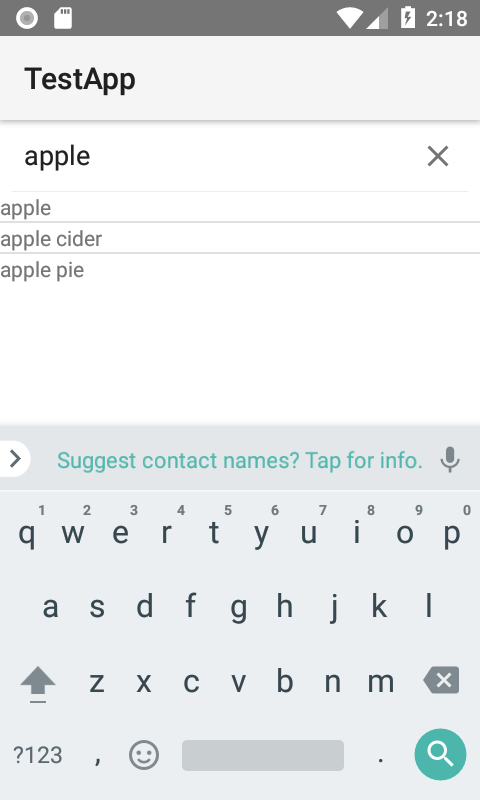 2:18
TestApp
apple
apple
apple cider
apple pie
Suggest contact names? Tap for info.
1 2 3 4 5 6 7 8 9 0
q w e r t y u i o p
a s d f g h j k l
z x c v b n m
?123 , .